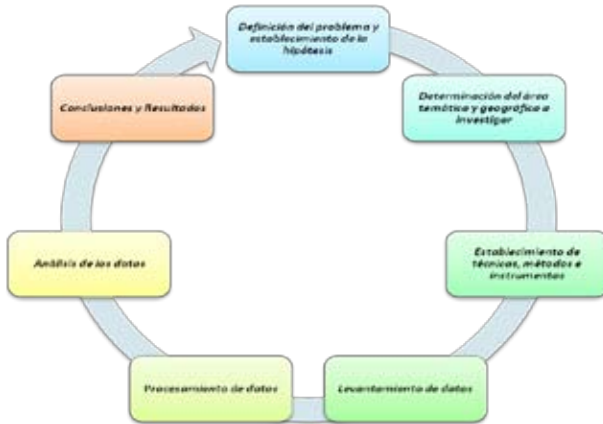 Definición del problema y
establecimiento de la
hipótesis
Determinación del área
temática y geográfica a
investigar
Establecimiento de
técnicas, métodos e
instrumentos
Levantamiento de datos
Procesamiento de datos
Análisis de los datos
Conclusiones y Resultados